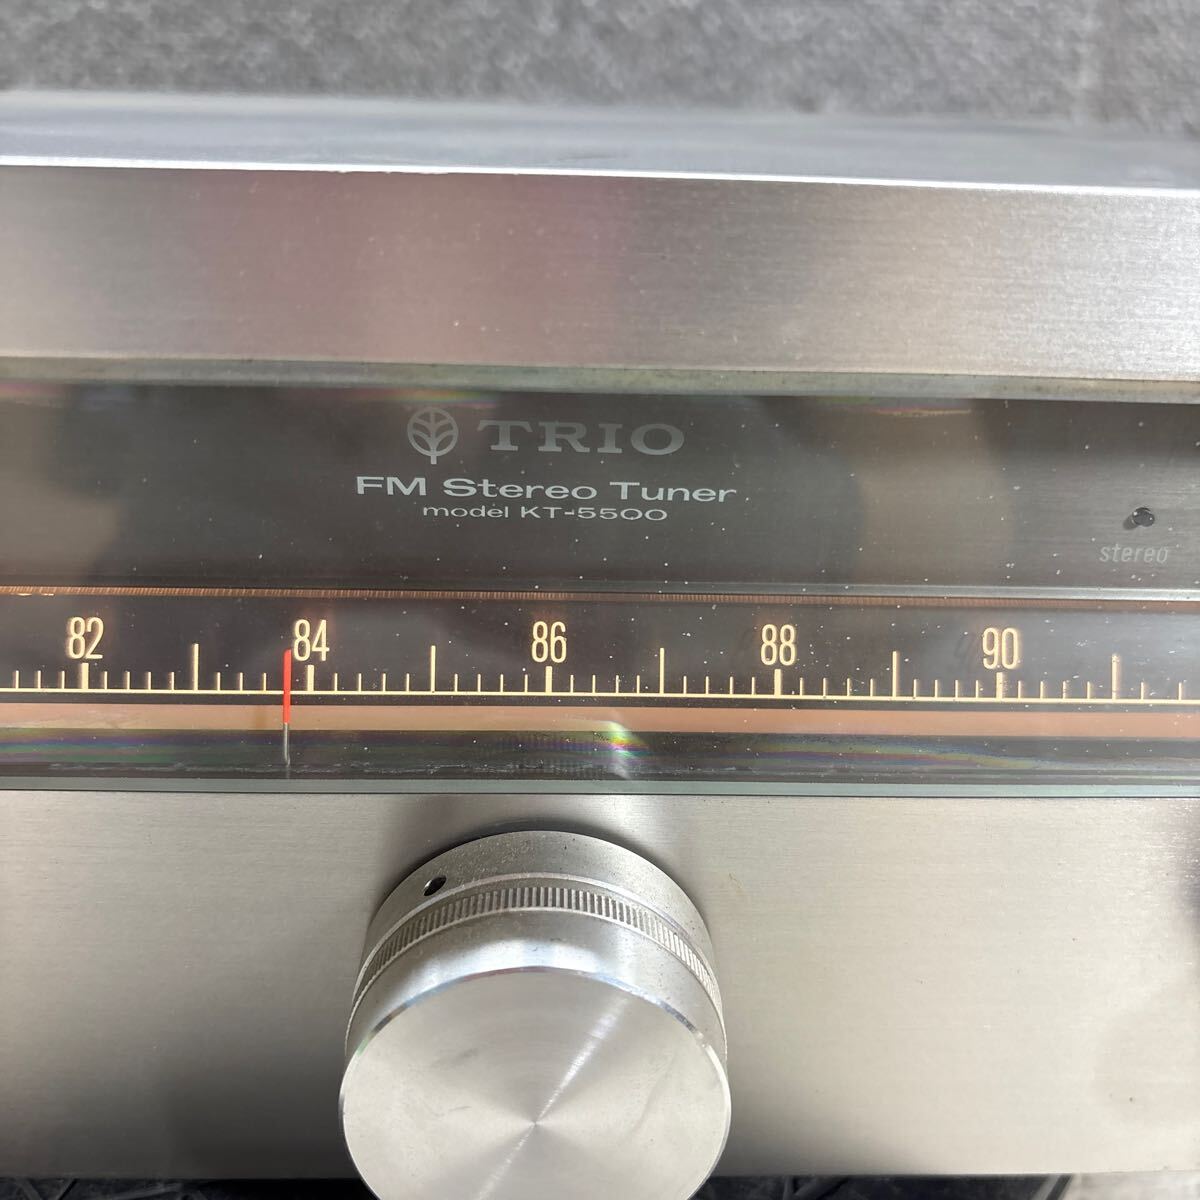 TRIO
FM Stereo Tuner
model KT-5500
stereo
82 84 86 88 90